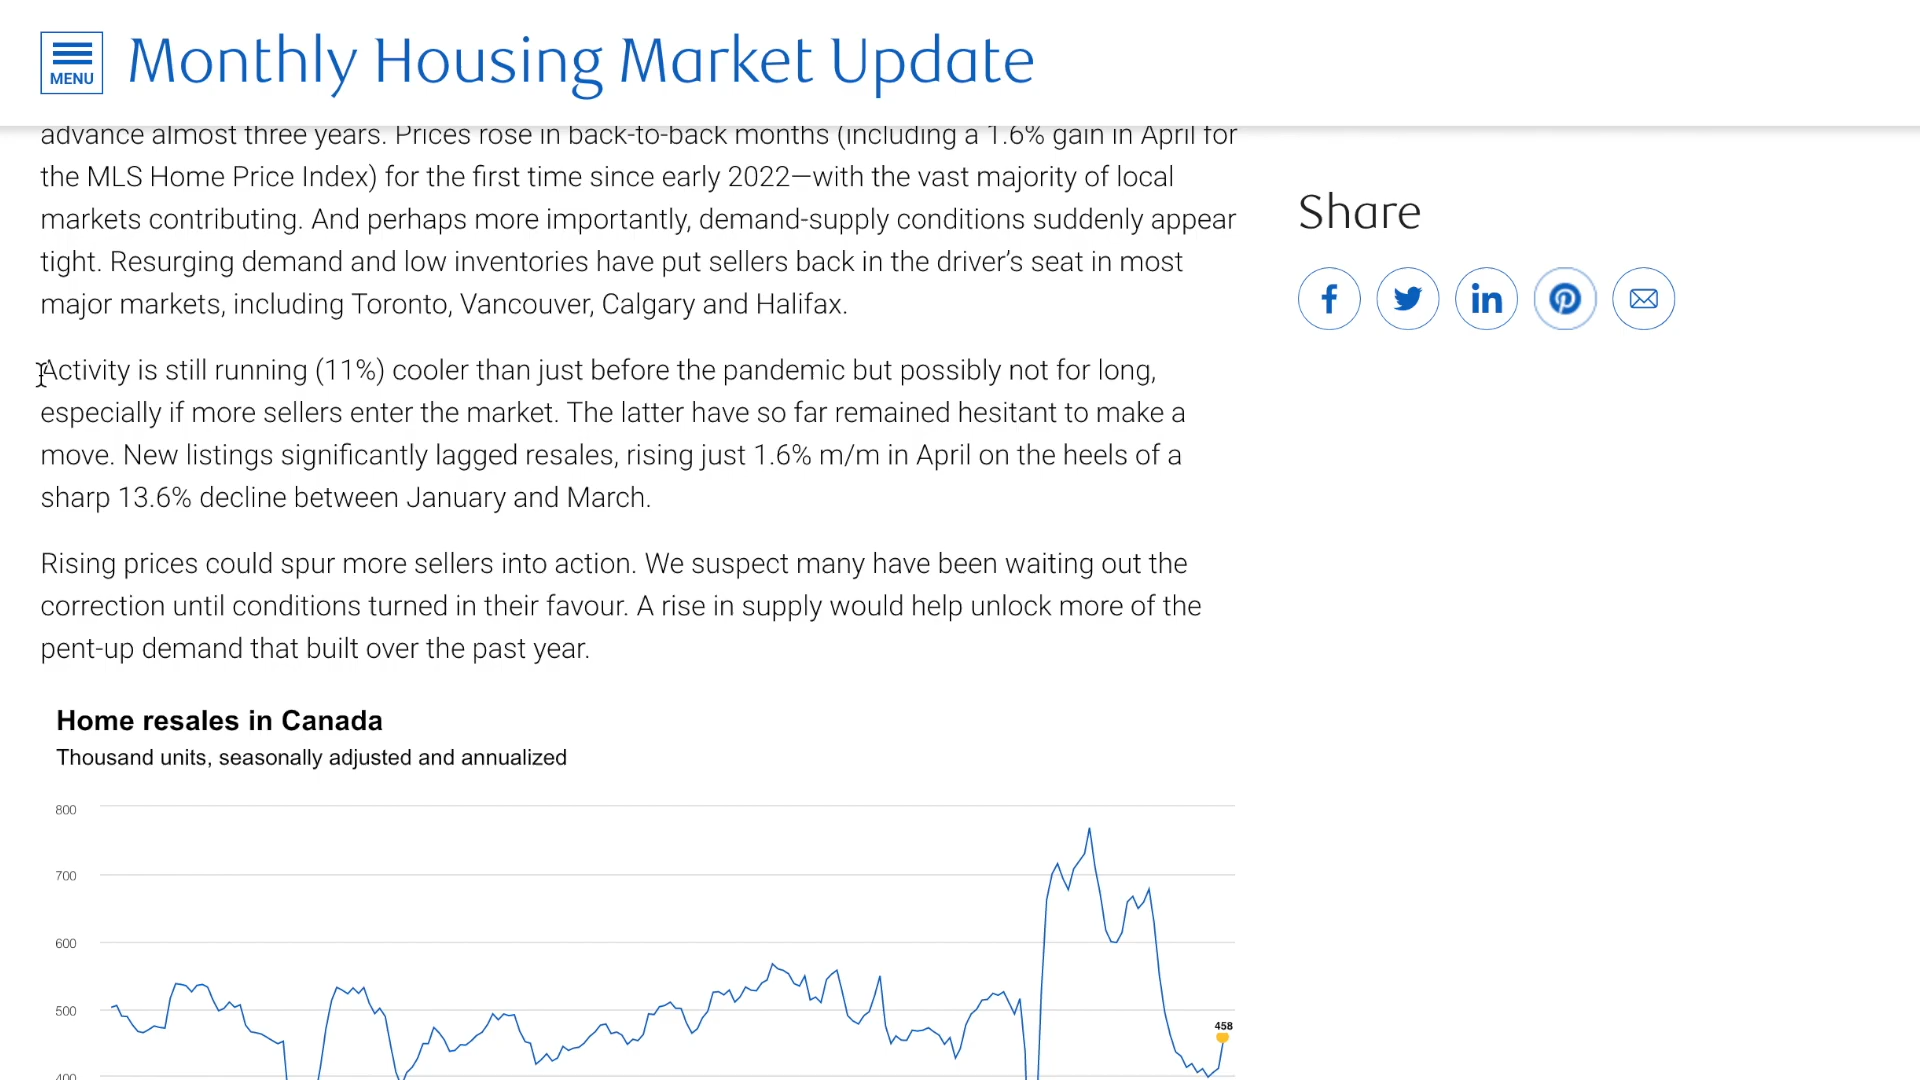 MENU
Monthly Housing Market Update
advance almost three years. Prices rose in back-to-back months (including a 1.6% gain in April for
the MLS Home Price Index) for the first time since early 2022—with the vast majority of local
markets contributing. And perhaps more importantly, demand-supply conditions suddenly appear
tight. Resurging demand and low inventories have put sellers back in the driver’s seat in most
major markets, including Toronto, Vancouver, Calgary and Halifax.
Share
Activity is still running (11%) cooler than just before the pandemic but possibly not for long,
especially if more sellers enter the market. The latter have so far remained hesitant to make a
move. New listings significantly lagged resales, rising just 1.6% m/m in April on the heels of a
sharp 13.6% decline between January and March.
Rising prices could spur more sellers into action. We suspect many have been waiting out the
correction until conditions turned in their favour. A rise in supply would help unlock more of the
pent-up demand that built over the past year.
Home resales in Canada
Thousand units, seasonally adjusted and annualized
800
700
600
500
458
400